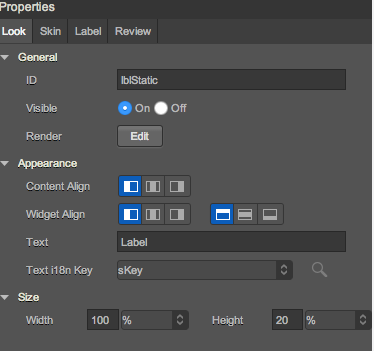 Properties
Look Skin Label Review
General
ID lblStatic
Visible On Off
Render Edit
Appearance
Content Align
Widget Align
Text Label
Text i18n Key sKey
Size
Width 100 % Height 20 %